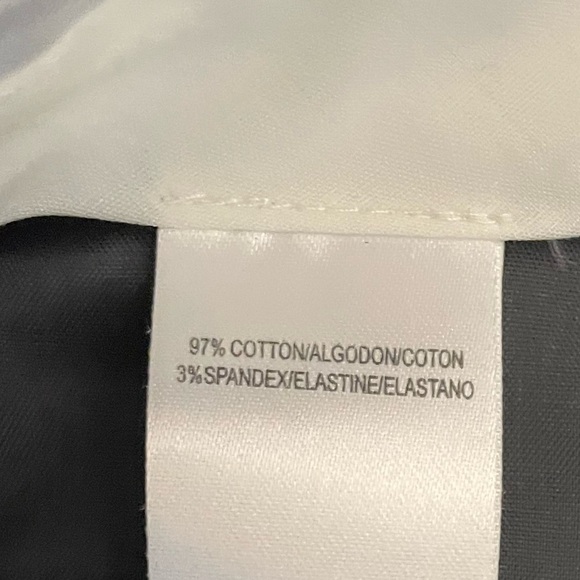 97% COTTON/ALGODON/COTON
3%SPANDEX/ELASTINE/ELASTANO